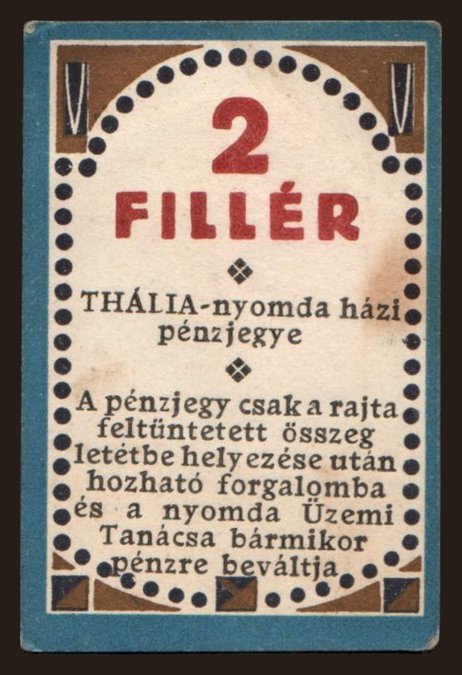 2
FILLÉR
THÁLIA-nyomda házi
pénzjegye
A pénzjegy csak a rajta
feltüntetett összeg
letétbe helyezése után
hozható forgalomba
és a nyomda Üzemi
Tanácsa bármikor
pénzre beváltja